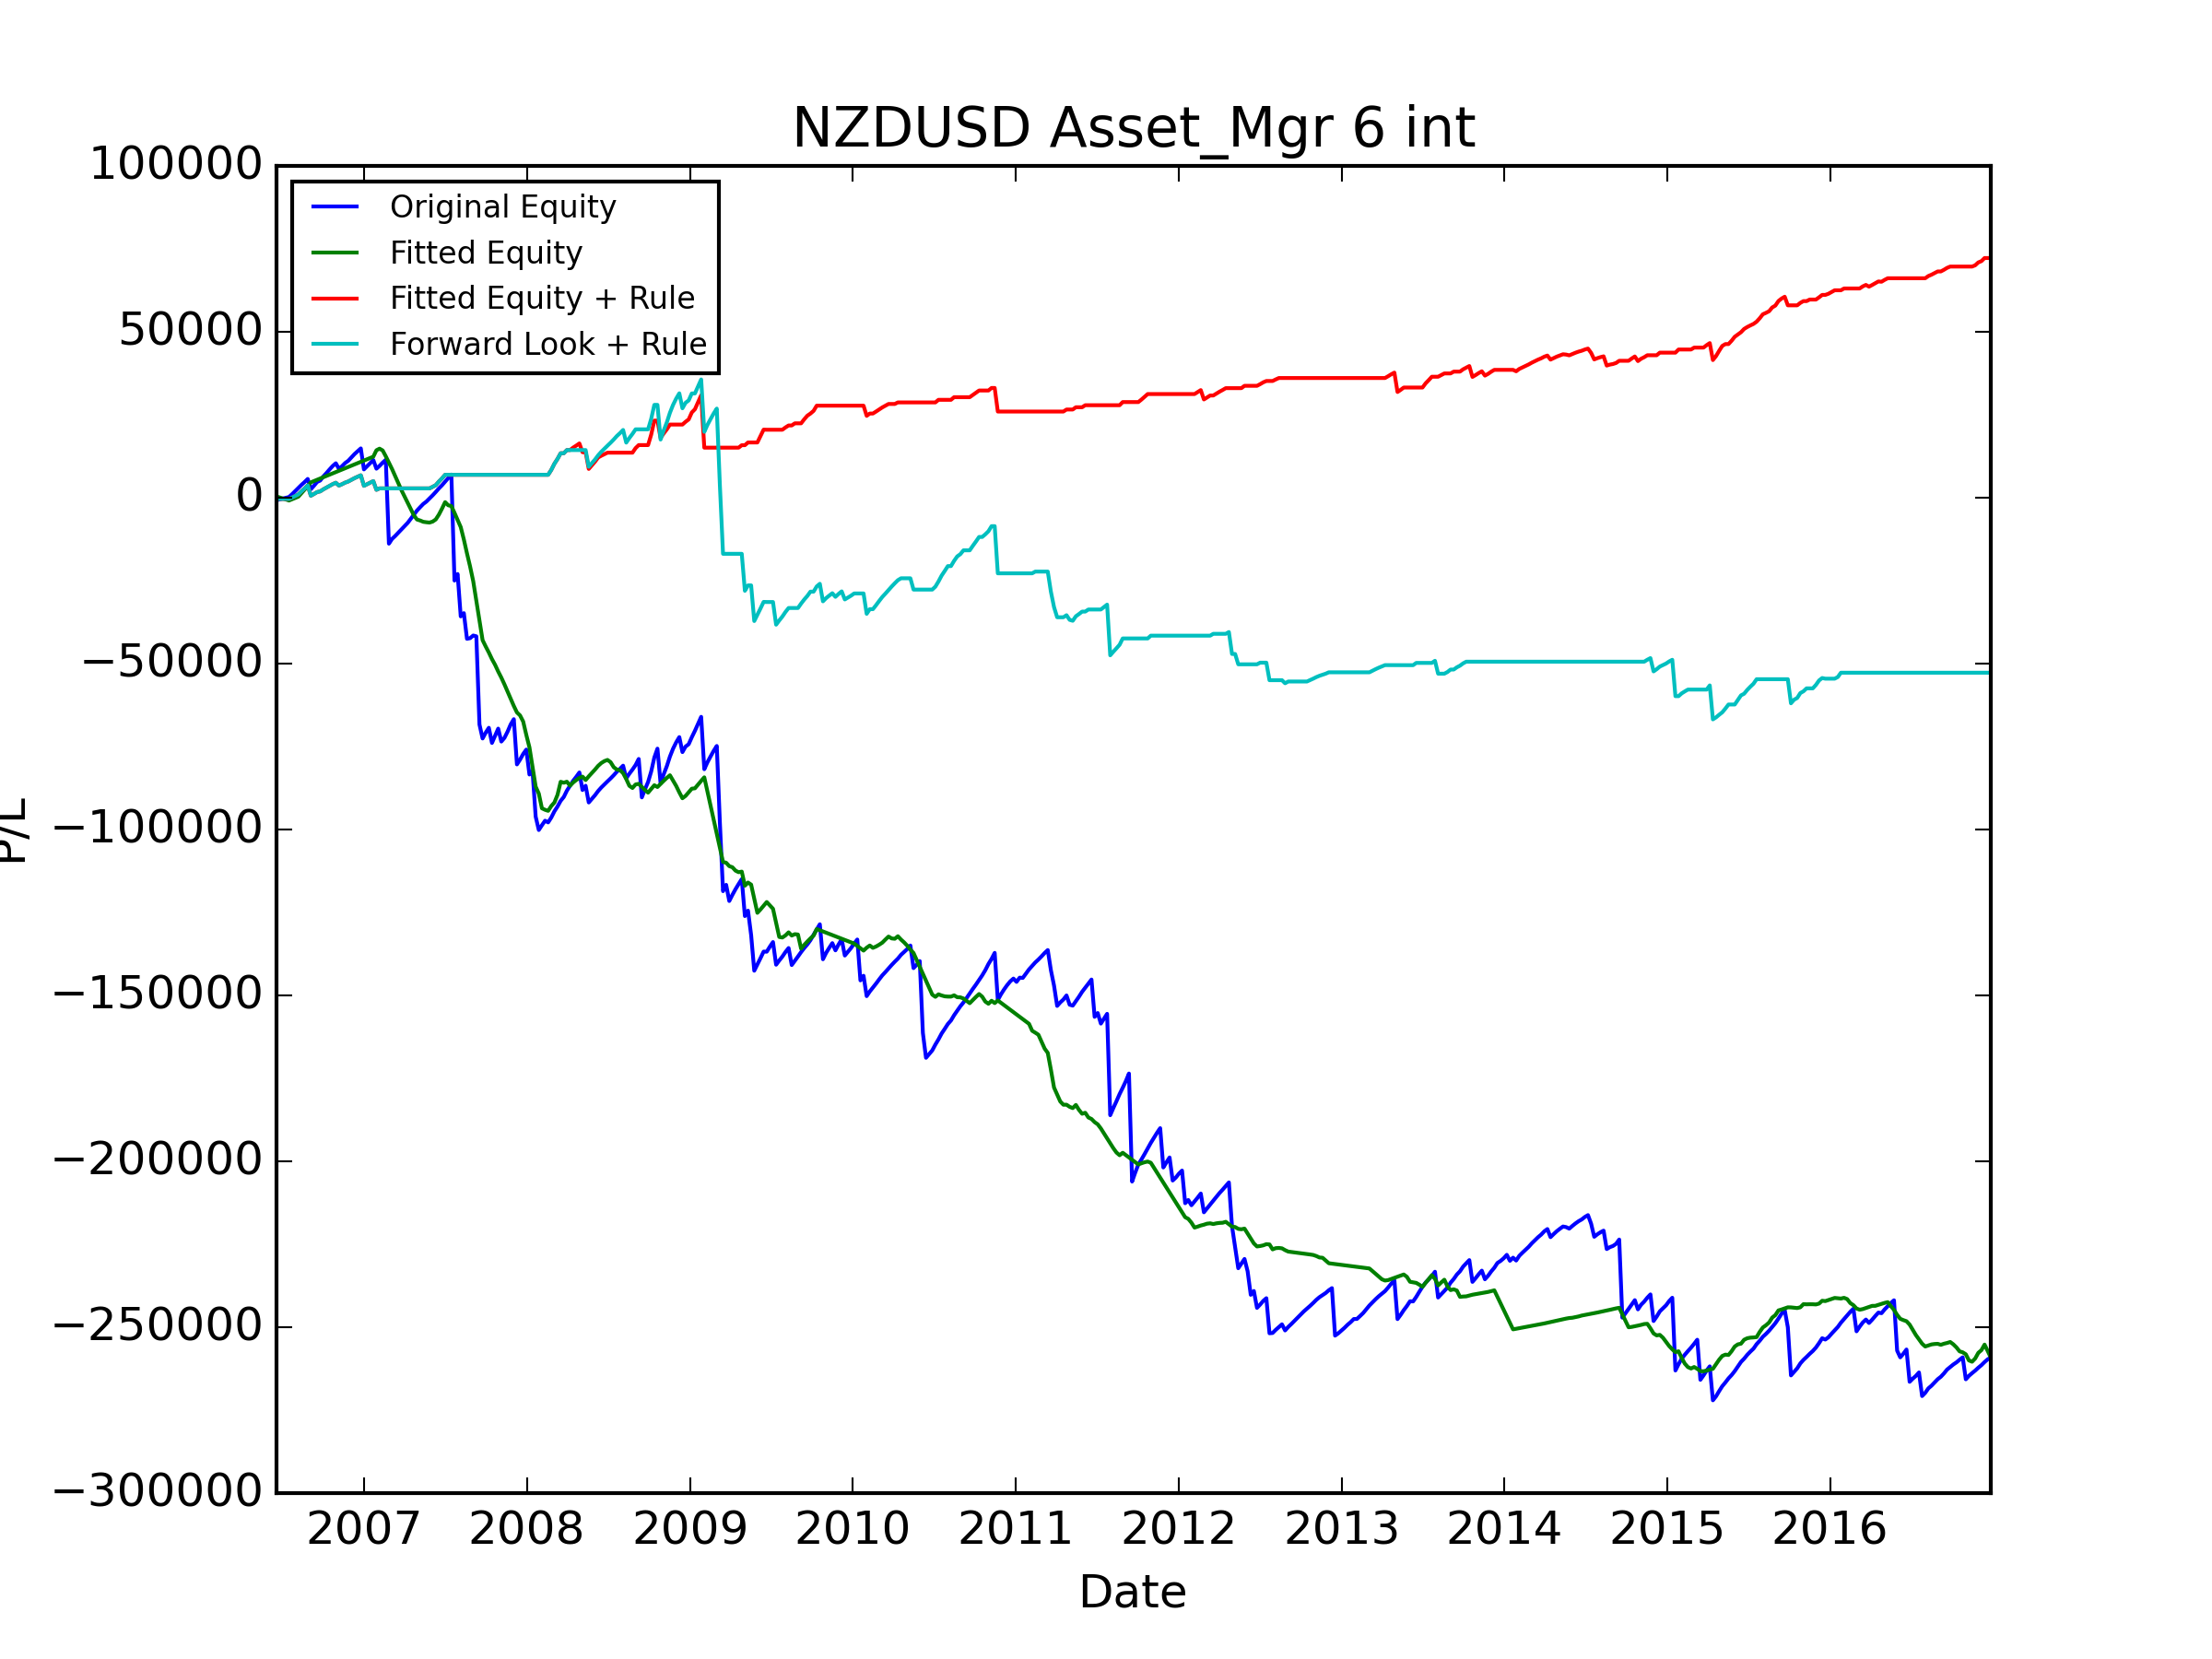 NZDUSD Asset_Mgr 6 int
100000
50000
0
−50000
−100000
−150000
−200000
−250000
−300000
P/L
Original Equity
Fitted Equity
Fitted Equity + Rule
Forward Look + Rule
2007 2008 2009 2010 2011 2012 2013 2014 2015 2016
Date